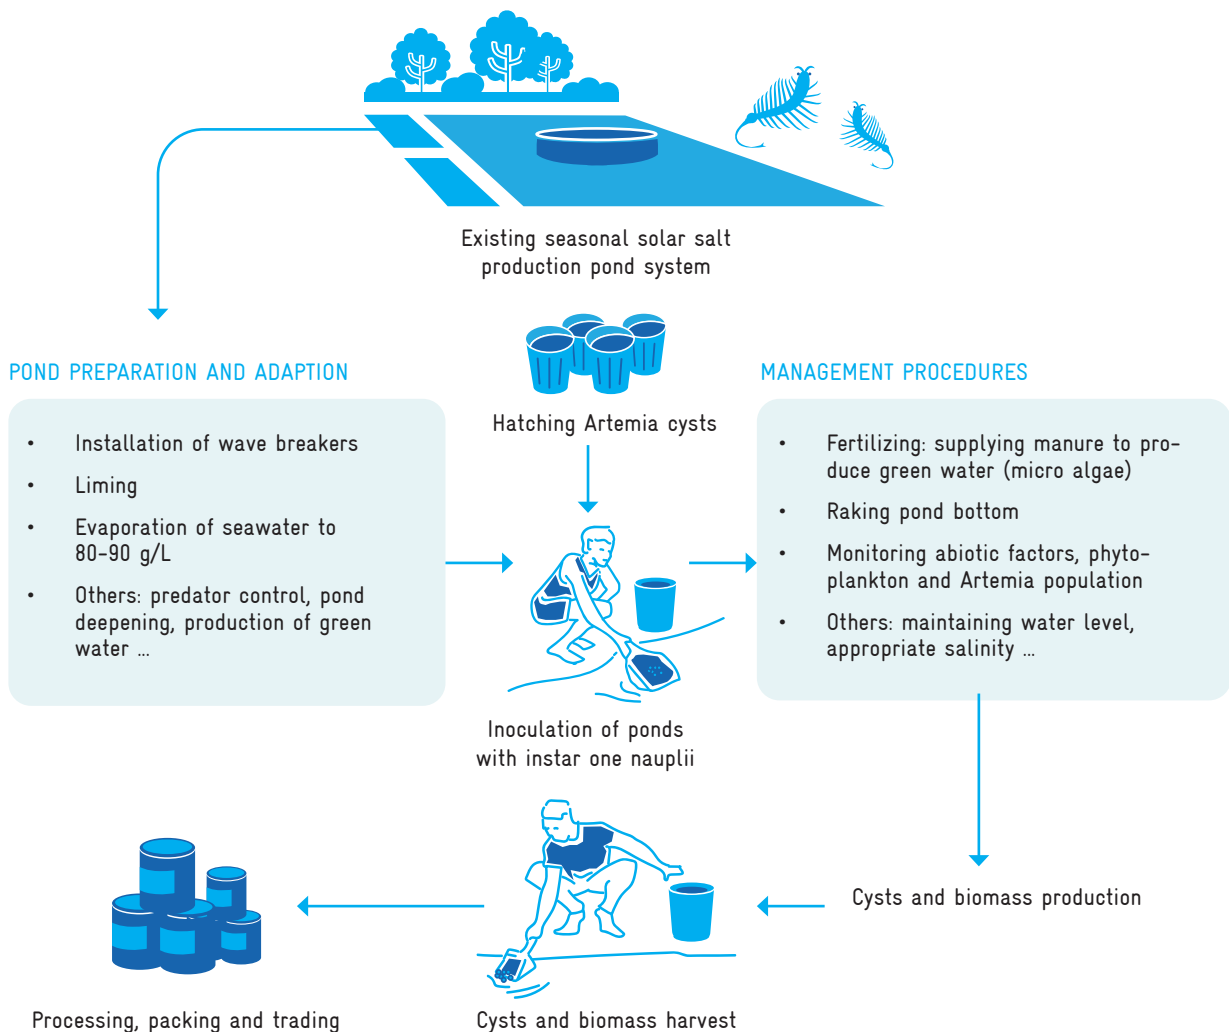 Existing seasonal solar salt
production pond system
POND PREPARATION AND ADAPTION
• Installation of wave breakers
• Liming
• Evaporation of seawater to
80-90 g/L
• Others: predator control, pond
deepening, production of green
water ...
Hatching Artemia cysts
Inoculation of ponds
with instar one nauplii
MANAGEMENT PROCEDURES
• Fertilizing: supplying manure to pro-
duce green water (micro algae)
• Raking pond bottom
• Monitoring abiotic factors, phyto-
plankton and Artemia population
• Others: maintaining water level,
appropriate salinity ...
Cysts and biomass production
Cysts and biomass harvest
Processing, packing and trading